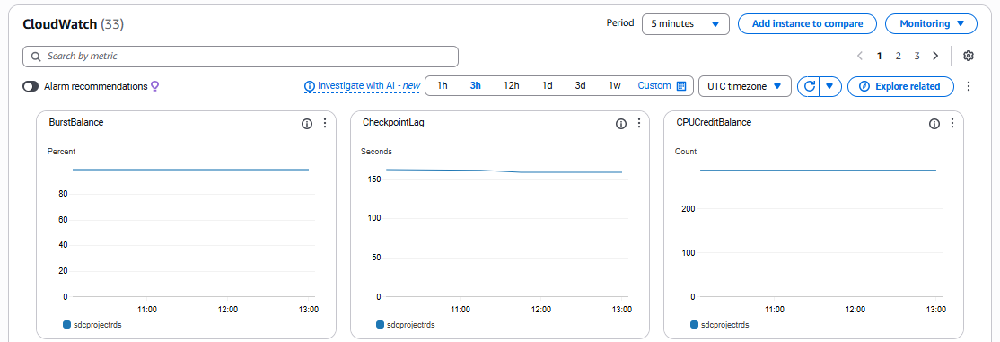 CloudWatch (33)
Period 5 minutes Add instance to compare Monitoring
Search by metric
1 2 3
Alarm recommendations Investigate with AI - new 1h 3h 12h 1d 3d 1w Custom UTC timezone Explore related
BurstBalance
Percent
80
60
40
20
0
11:00 12:00 13:00
sdcprojectrds
CheckpointLag
Seconds
150
100
50
0
11:00 12:00 13:00
sdcprojectrds
CPUCreditBalance
Count
200
100
0
11:00 12:00 13:00
sdcprojectrds